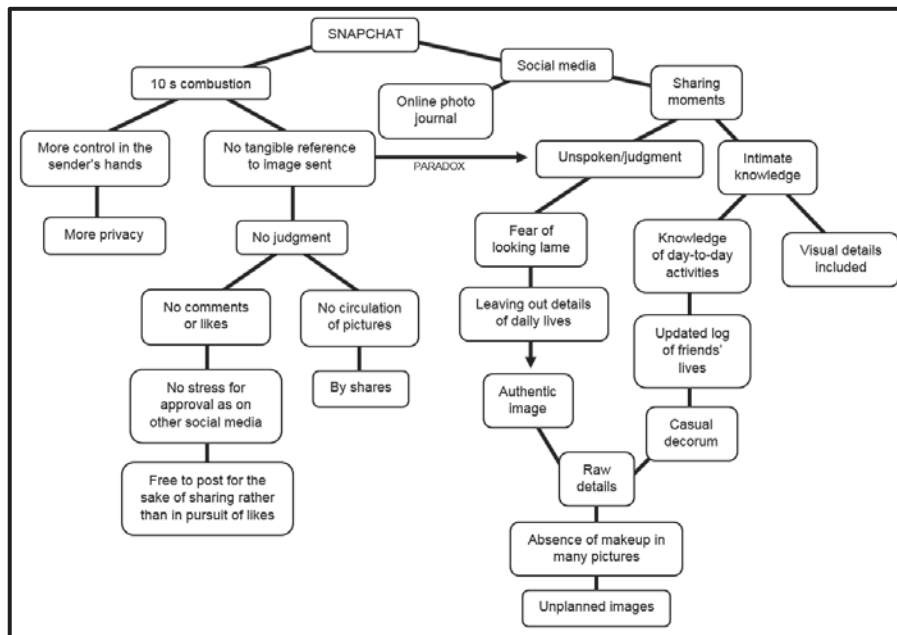 SNAPCHAT
Social media
10 s combustion
Sharing
moments
Online photo
journal
More control in the
sender's hands
No tangible reference
to image sent
PARADOX
Unspoken/judgment
Intimate
knowledge
More privacy
No judgment
Fear of
looking lame
Knowledge
of day-to-day
activities
Visual details
included
No comments
or likes
No circulation
of pictures
Leaving out details
of daily lives
Updated log
of friends'
lives
No stress for
approval as on
other social media
By shares
Authentic
image
Casual
decorum
Free to post for the
sake of sharing rather
than in pursuit of likes
Raw
details
Absence of makeup in
many pictures
Unplanned images